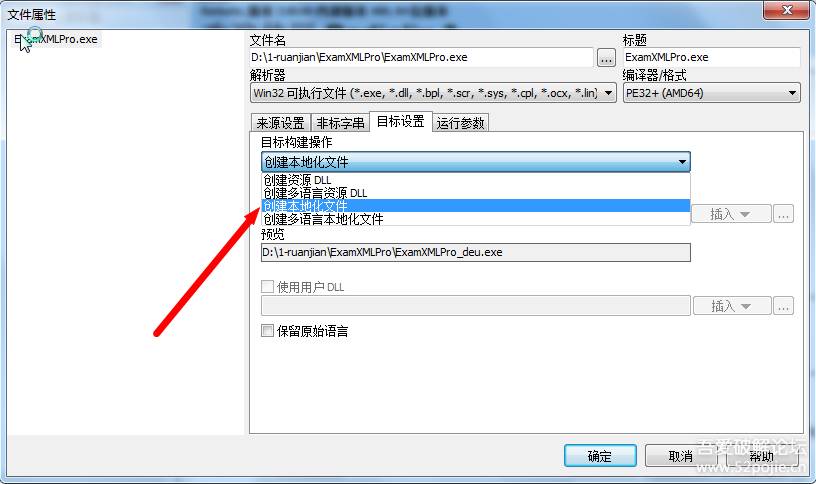 文件属性
ExamXMLPro.exe
文件名
标题
D:\1-ruanjian\ExamXMLPro\ExamXMLPro.exe
...
ExamXMLPro.exe
解析器
编译器/格式
Win32 可执行文件 (*.exe, *.dll, *.bpl, *.scr, *.sys, *.cpl, *.ocx, *.lin)
PE32+ (AMD64)
来源设置
非标字串
目标设置
运行参数
目标构建操作
创建本地化文件
创建资源 DLL
创建多语言资源 DLL
创建本地化文件
创建多语言本地化文件
插入
...
预览
D:\1-ruanjian\ExamXMLPro\ExamXMLPro_deu.exe
使用用户 DLL
插入
...
保留原始语言
确定
取消
帮助
吾爱破解论坛
www.52pojie.cn